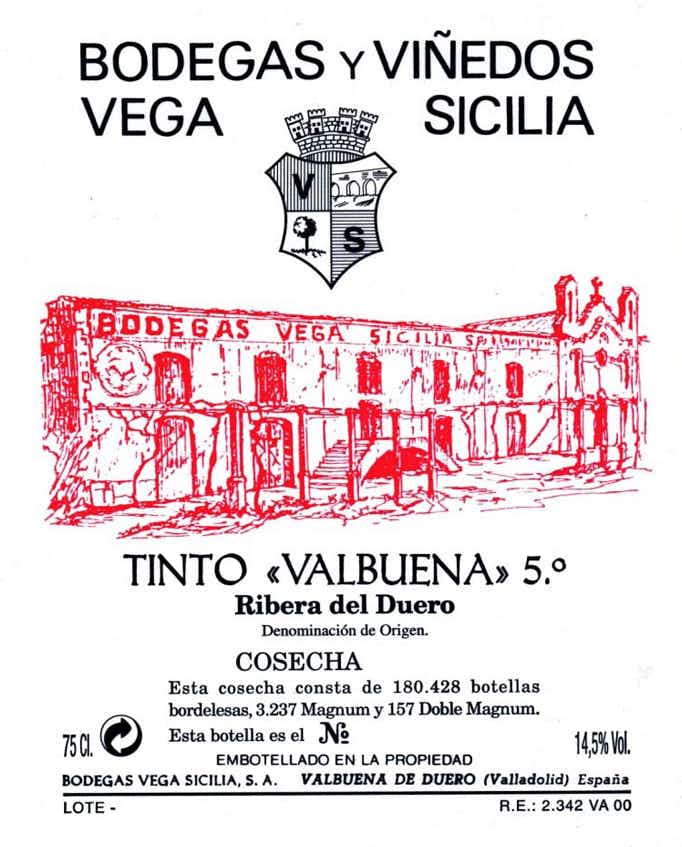 BODEGAS Y VIÑEDOS
VEGA SICILIA
V
S
BODEGAS VEGA SICILIA
TINTO «VALBUENA» 5.º
Ribera del Duero
Denominación de Origen.
COSECHA
Esta cosecha consta de 180.428 botellas
bordelesas, 3.237 Magnum y 157 Doble Magnum.
Esta botella es el Nº
75 Cl.
14,5% Vol.
EMBOTELLADO EN LA PROPIEDAD
BODEGAS VEGA SICILIA, S. A. VALBUENA DE DUERO (Valladolid) España
LOTE - R.E.: 2.342 VA 00